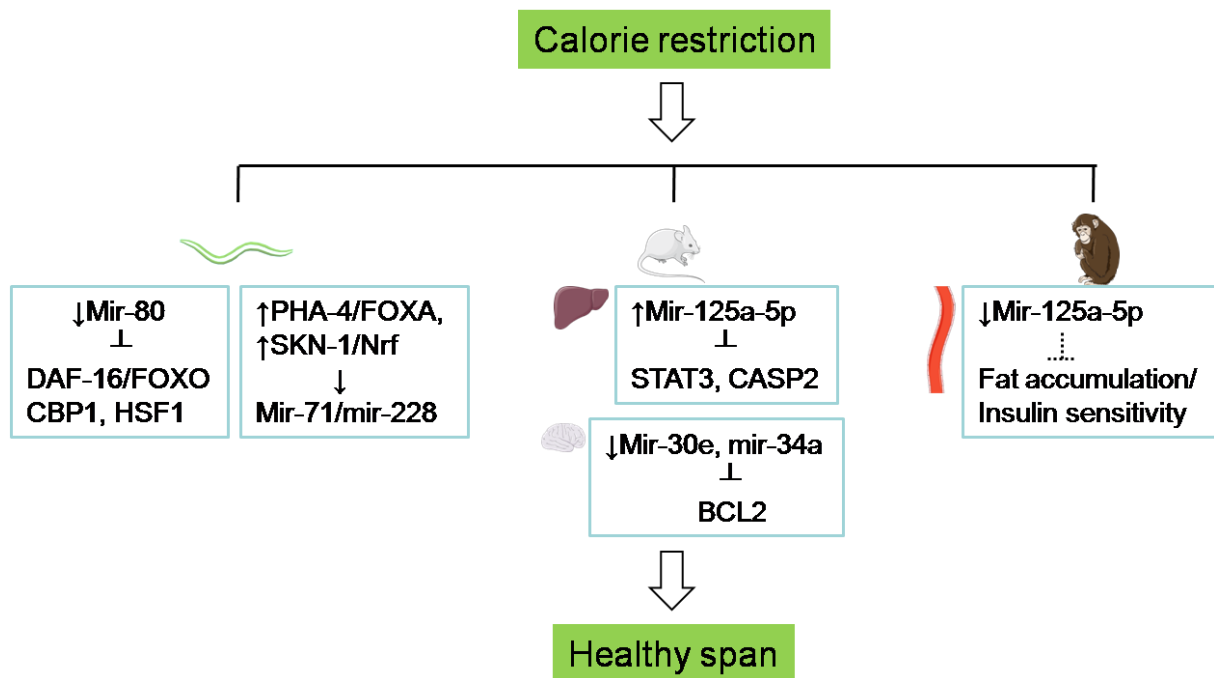 Calorie restriction
↓Mir-80
DAF-16/FOXO
CBP1, HSF1
↑PHA-4/FOXA,
↑SKN-1/Nrf
↓
Mir-71/mir-228
↑Mir-125a-5p
STAT3, CASP2
↓Mir-30e, mir-34a
BCL2
↓Mir-125a-5p
Fat accumulation/
Insulin sensitivity
Healthy span